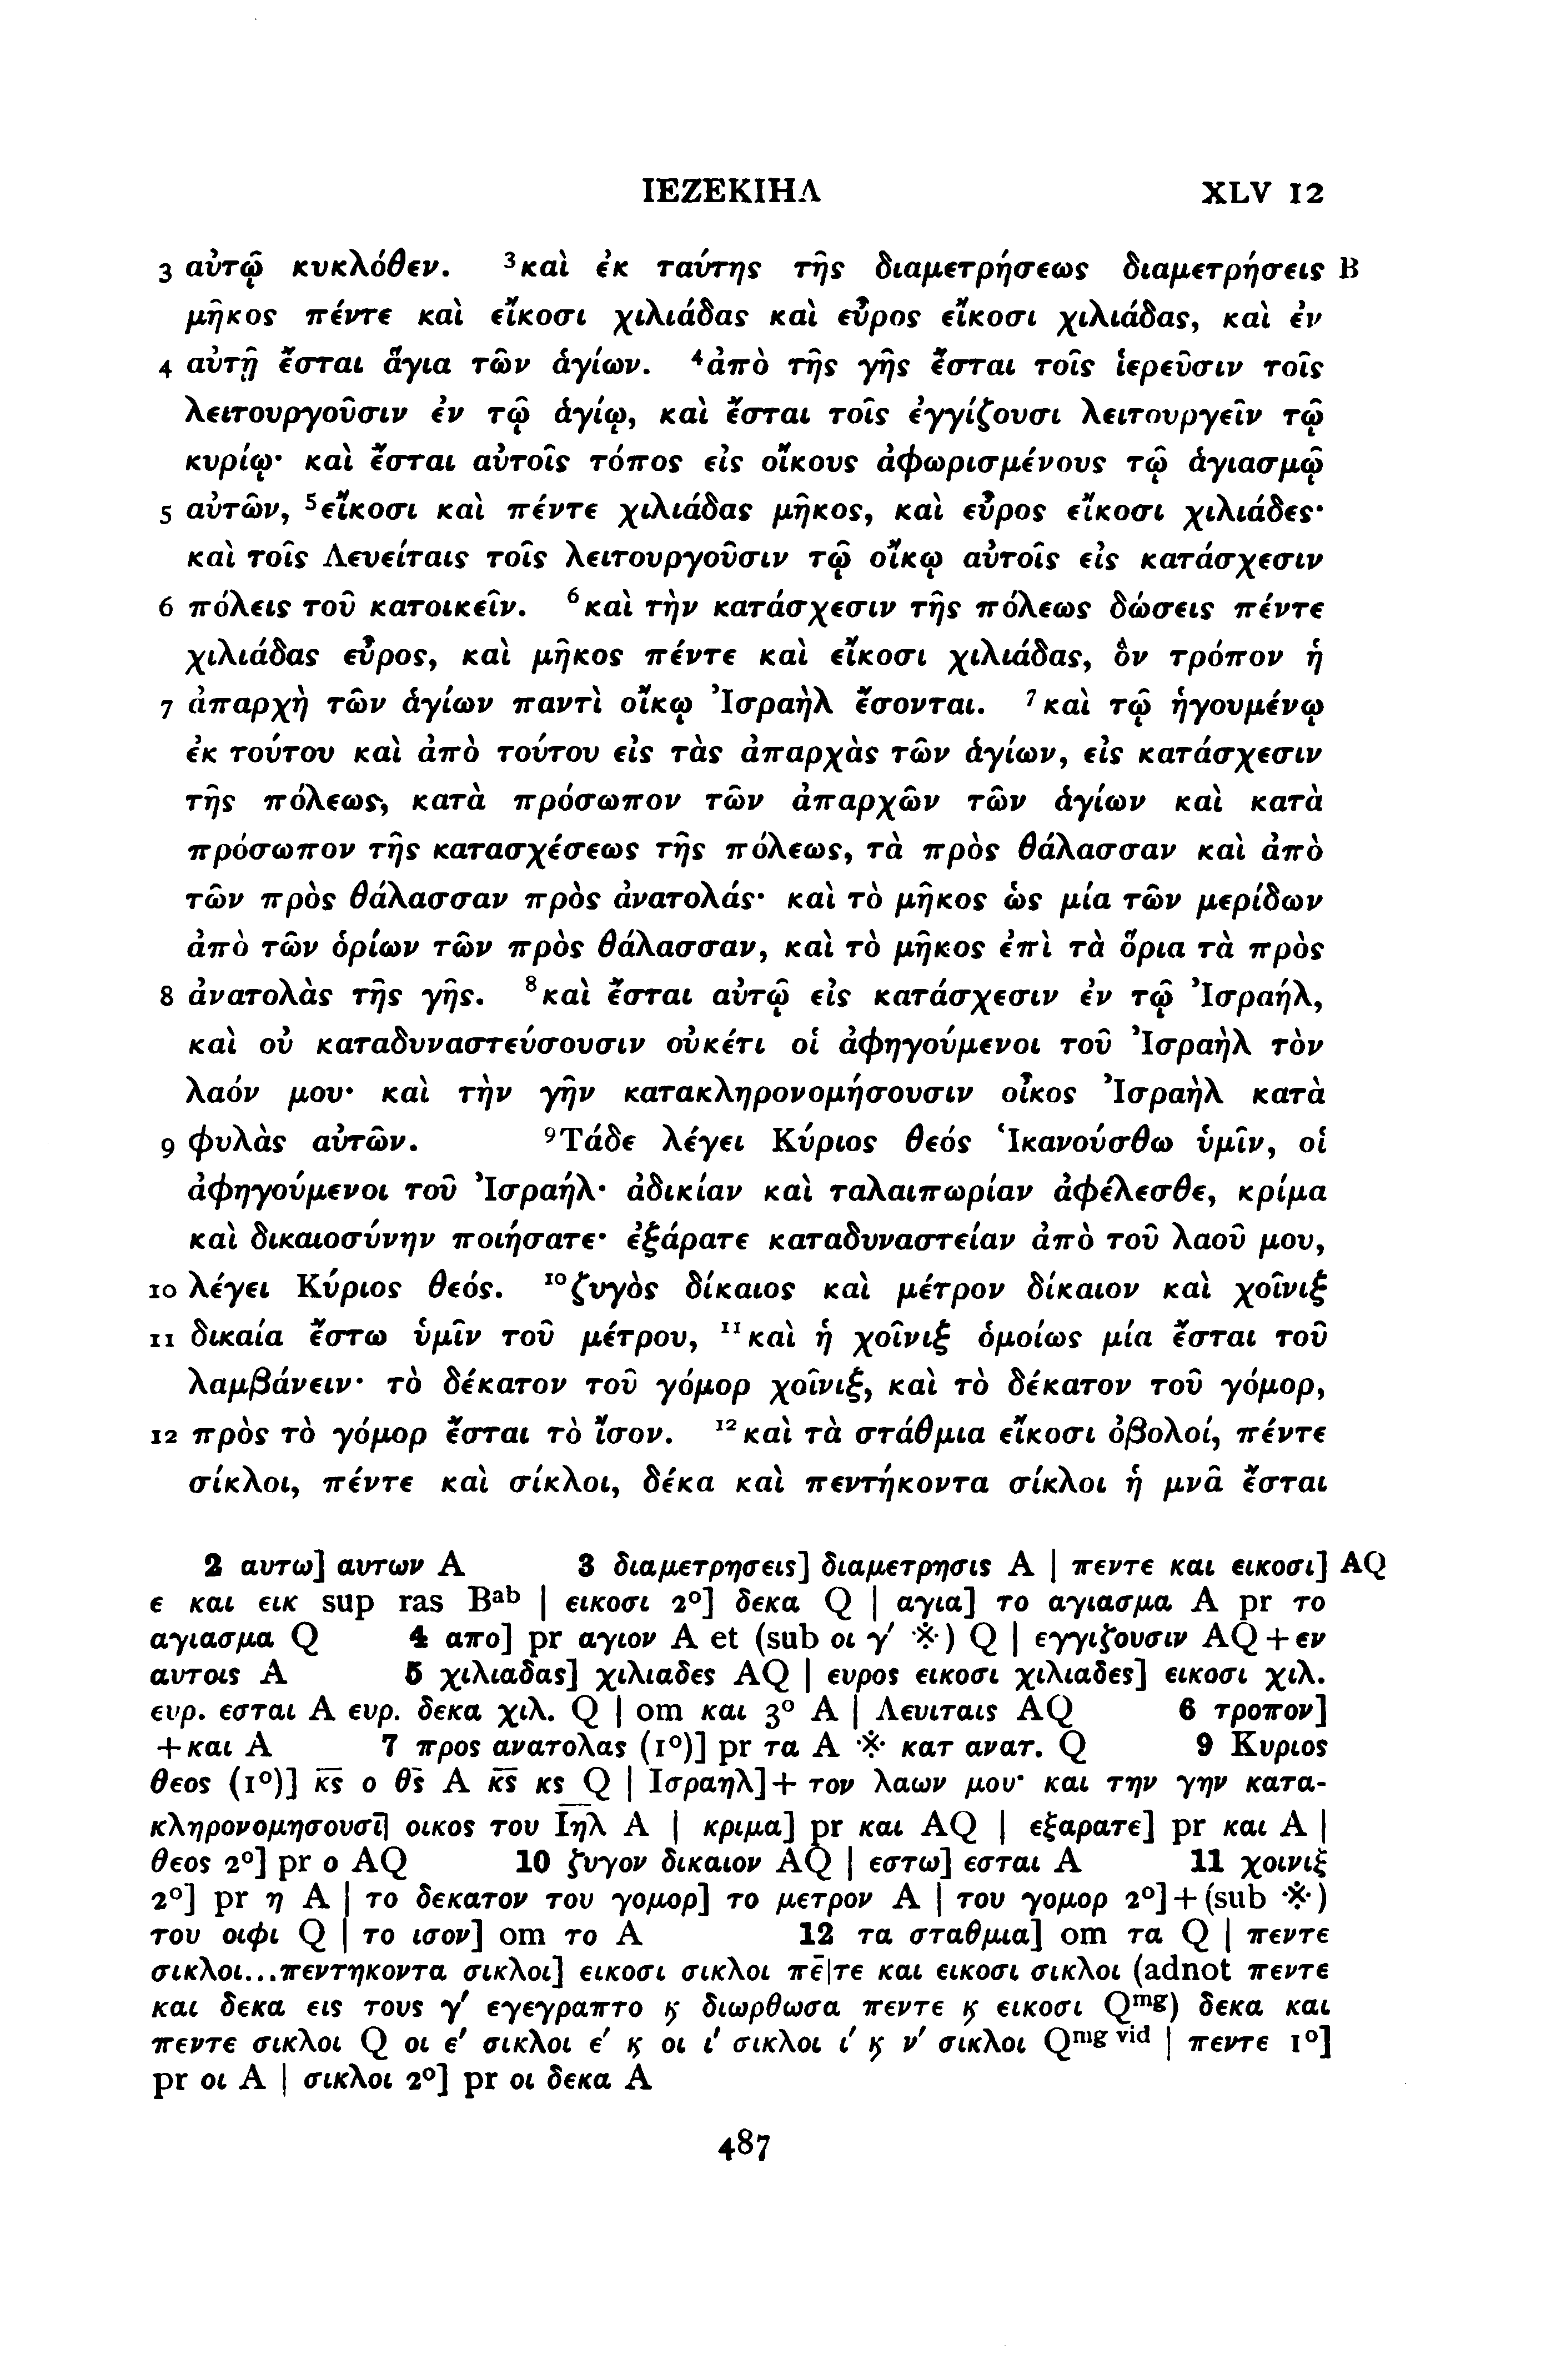 ΙΕΖΕΚΙΗΛ XLV 12
3 αὐτῷ κυκλόθεν. ³καὶ ἐκ ταύτης τῆς διαμετρήσεως διαμετρήσεις B
μῆκος πέντε καὶ εἴκοσι χιλιάδας καὶ εὖρος εἴκοσι χιλιάδας, καὶ ἐν
4 αὐτῇ ἔσται ἅγια τῶν ἁγίων. ⁴ἀπὸ τῆς γῆς ἔσται τοῖς ἱερεῦσιν τοῖς
λειτουργοῦσιν ἐν τῷ ἁγίῳ, καὶ ἔσται τοῖς ἐγγίζουσι λειτουργεῖν τῷ
κυρίῳ· καὶ ἔσται αὐτοῖς τόπος εἰς οἴκους ἀφωρισμένους τῷ ἁγιασμῷ
5 αὐτῶν, ⁵εἴκοσι καὶ πέντε χιλιάδας μῆκος, καὶ εὖρος εἴκοσι χιλιάδες·
καὶ τοῖς Λευείταις τοῖς λειτουργοῦσιν τῷ οἴκῳ αὐτοῖς εἰς κατάσχεσιν
6 πόλεις τοῦ κατοικεῖν. ⁶καὶ τὴν κατάσχεσιν τῆς πόλεως δώσεις πέντε
χιλιάδας εὖρος, καὶ μῆκος πέντε καὶ εἴκοσι χιλιάδας, ὃν τρόπον ἡ
7 ἀπαρχὴ τῶν ἁγίων παντὶ οἴκῳ Ἰσραὴλ ἔσονται. ⁷καὶ τῷ ἡγουμένῳ
ἐκ τούτου καὶ ἀπὸ τούτου εἰς τὰς ἀπαρχὰς τῶν ἁγίων, εἰς κατάσχεσιν
τῆς πόλεως, κατὰ πρόσωπον τῶν ἀπαρχῶν τῶν ἁγίων καὶ κατὰ
πρόσωπον τῆς κατασχέσεως τῆς πόλεως, τὰ πρὸς θάλασσαν καὶ ἀπὸ
τῶν πρὸς θάλασσαν πρὸς ἀνατολάς· καὶ τὸ μῆκος ὡς μία τῶν μερίδων
ἀπὸ τῶν ὁρίων τῶν πρὸς θάλασσαν, καὶ τὸ μῆκος ἐπὶ τὰ ὅρια τὰ πρὸς
8 ἀνατολὰς τῆς γῆς. ⁸καὶ ἔσται αὐτῷ εἰς κατάσχεσιν ἐν τῷ Ἰσραήλ,
καὶ οὐ καταδυναστεύσουσιν οὐκέτι οἱ ἀφηγούμενοι τοῦ Ἰσραὴλ τὸν
λαόν μου· καὶ τὴν γῆν κατακληρονομήσουσιν οἶκος Ἰσραὴλ κατὰ
9 φυλὰς αὐτῶν. ⁹Τάδε λέγει Κύριος θεός Ἱκανούσθω ὑμῖν, οἱ
ἀφηγούμενοι τοῦ Ἰσραήλ· ἀδικίαν καὶ ταλαιπωρίαν ἀφέλεσθε, κρίμα
καὶ δικαιοσύνην ποιήσατε· ἐξάρατε καταδυναστείαν ἀπὸ τοῦ λαοῦ μου,
10 λέγει Κύριος θεός. ¹⁰ζυγὸς δίκαιος καὶ μέτρον δίκαιον καὶ χοῖνιξ
11 δικαία ἔστω ὑμῖν τοῦ μέτρου, ¹¹καὶ ἡ χοῖνιξ ὁμοίως μία ἔσται τοῦ
λαμβάνειν· τὸ δέκατον τοῦ γόμορ χοῖνιξ, καὶ τὸ δέκατον τοῦ γόμορ,
12 πρὸς τὸ γόμορ ἔσται τὸ ἴσον. ¹²καὶ τὰ στάθμια εἴκοσι ὀβολοί, πέντε
σίκλοι, πέντε καὶ σίκλοι, δέκα καὶ πεντήκοντα σίκλοι ἡ μνᾶ ἔσται
2 αυτω] αυτων A 3 διαμετρησεις] διαμετρησις A | πεντε και εικοσι] AQ
ε και εικ sup ras Bᵃᵇ | εικοσι 2º] δεκα Q | αγια] το αγιασμα A pr το
αγιασμα Q 4 απο] pr αγιον A et (sub οι γ′ ※) Q | εγγιζουσιν AQ + εν
αυτοις A 5 χιλιαδας] χιλιαδες AQ | ευρος εικοσι χιλιαδες] εικοσι χιλ.
ευρ. εσται A ευρ. δεκα χιλ. Q | om και 3º A | Λευιταις AQ 6 τροπον]
+ και A 7 προς ανατολας (1º)] pr τα A ※ κατ ανατ. Q 9 Κυριος
θεος (1º)] κ̅ς̅ ο θ̅ς̅ A κ̅ς̅ κς Q | Ισραηλ] + τον λαων μου· και την γην κατα-
κληρονομησουσῑ| οικος του Ι̅η̅λ̅ A | κριμα] pr και AQ | εξαρατε] pr και A |
θεος 2º] pr ο AQ 10 ζυγον δικαιον AQ | εστω] εσται A 11 χοινιξ
2º] pr η A | το δεκατον του γομορ] το μετρον A | του γομορ 2º] + (sub ※)
του οιφι Q | το ισον] om το A 12 τα σταθμια] om τα Q | πεντε
σικλοι...πεντηκοντα σικλοι] εικοσι σικλοι πε̄|τε και εικοσι σικλοι (adnot πεντε
και δεκα εις τους γ′ εγεγραπτο ϗ διωρθωσα πεντε ϗ εικοσι Qᵐᵍ) δεκα και
πεντε σικλοι Q οι ε′ σικλοι ε′ ϗ οι ι′ σικλοι ι′ ϗ ν′ σικλοι Qᵐᵍ ᵛⁱᵈ | πεντε 1º]
pr οι A | σικλοι 2º] pr οι δεκα A
487